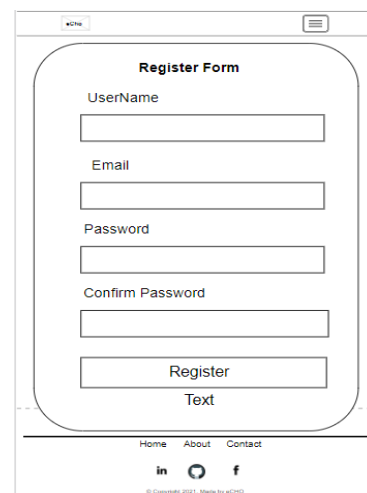 eCHo
Register Form
UserName
Email
Password
Confirm Password
Register
Text
Home About Contact
in f
© Copyright 2021, Made by eCHO